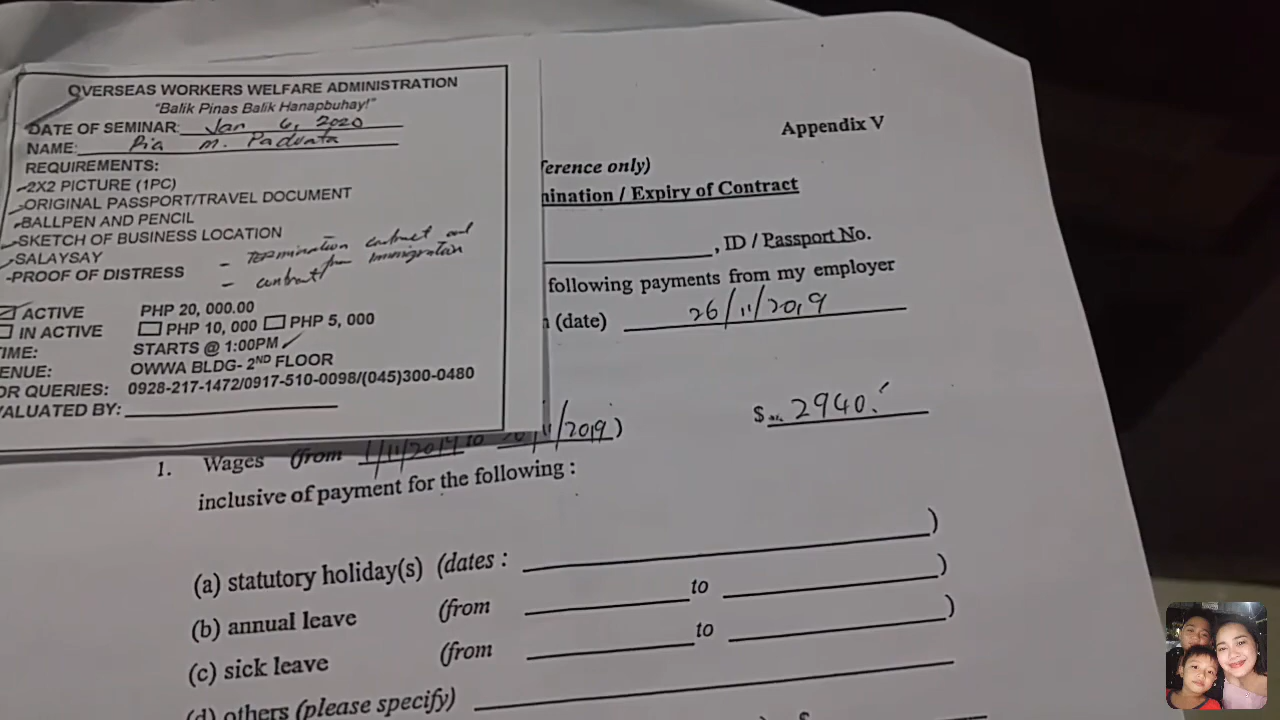 OVERSEAS WORKERS WELFARE ADMINISTRATION
"Balik Pinas Balik Hanapbuhay!"
DATE OF SEMINAR: Jan 6, 2020
NAME: Pia M. Padunta
REQUIREMENTS:
-2X2 PICTURE (1PC)
-ORIGINAL PASSPORT/TRAVEL DOCUMENT
-BALLPEN AND PENCIL
-SKETCH OF BUSINESS LOCATION
-SALAYSAY
-PROOF OF DISTRESS
- Termination contract and
from Immigration
- contract
ACTIVE PHP 20, 000.00
IN ACTIVE PHP 10, 000 PHP 5, 000
IME: STARTS @ 1:00PM
ENUE: OWWA BLDG- 2ND FLOOR
OR QUERIES: 0928-217-1472/0917-510-0098/(045)300-0480
VALUATED BY:
Appendix V
ference only)
mination / Expiry of Contract
, ID / Passport No.
following payments from my employer
(date) 26/11/2019
$ 2940.
1. Wages (from 1/11/2019 to 26/11/2019)
inclusive of payment for the following :
(a) statutory holiday(s) (dates : )
(b) annual leave (from to )
(c) sick leave (from to )
(d) others (please specify)
$